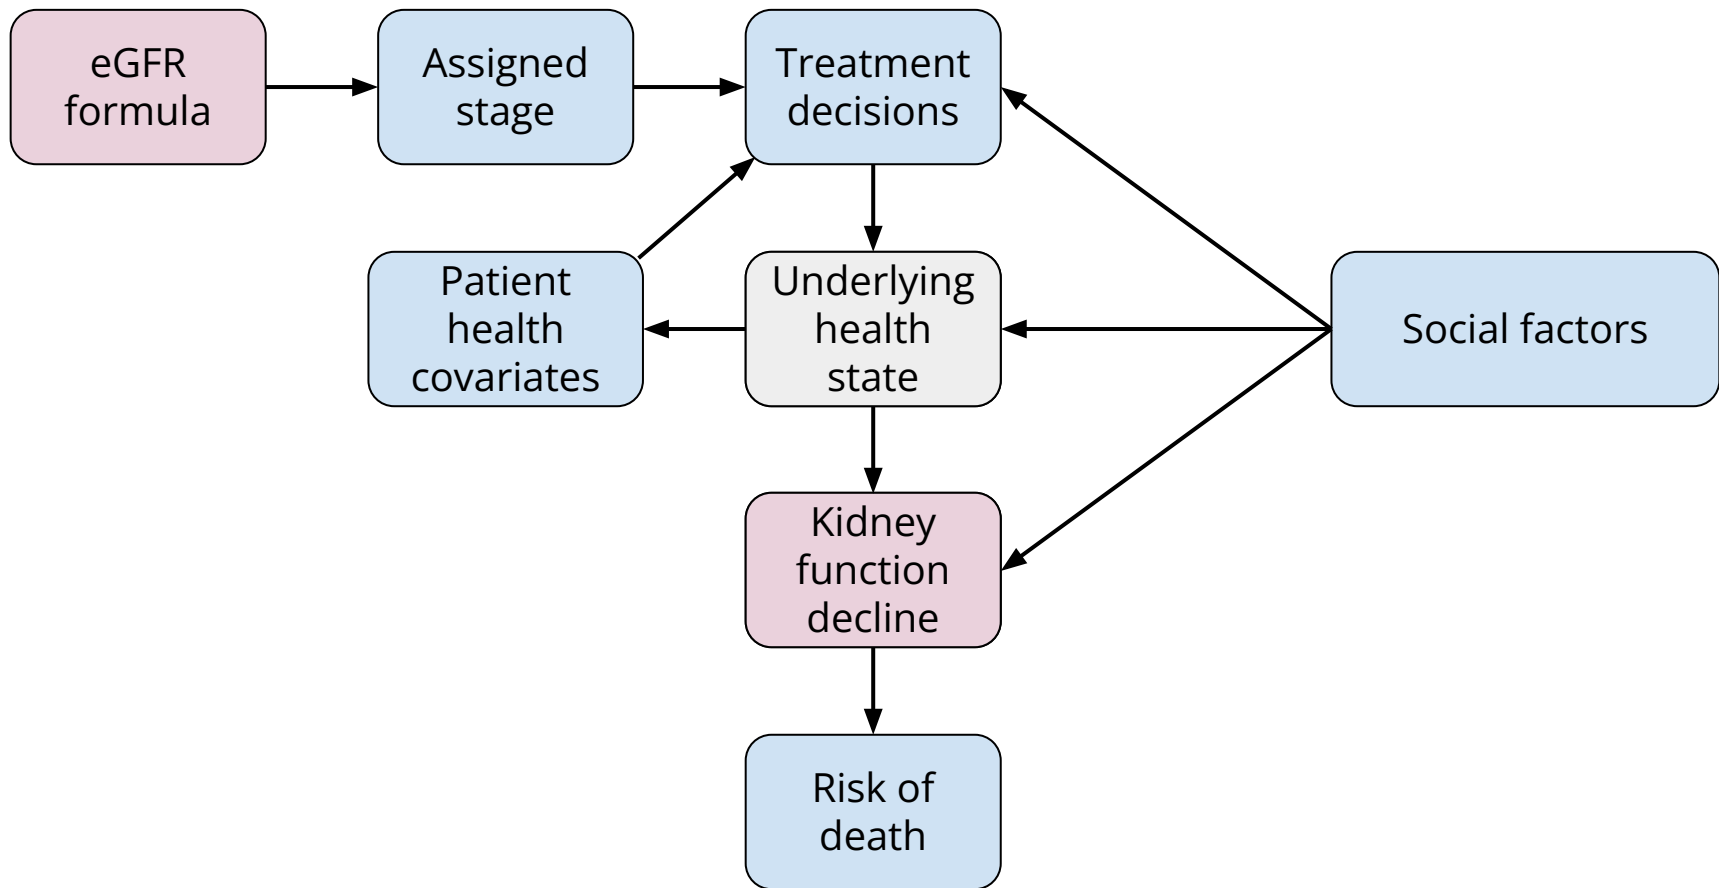 eGFR
formula
Assigned
stage
Treatment
decisions
Patient
health
covariates
Underlying
health
state
Social factors
Kidney
function
decline
Risk of
death